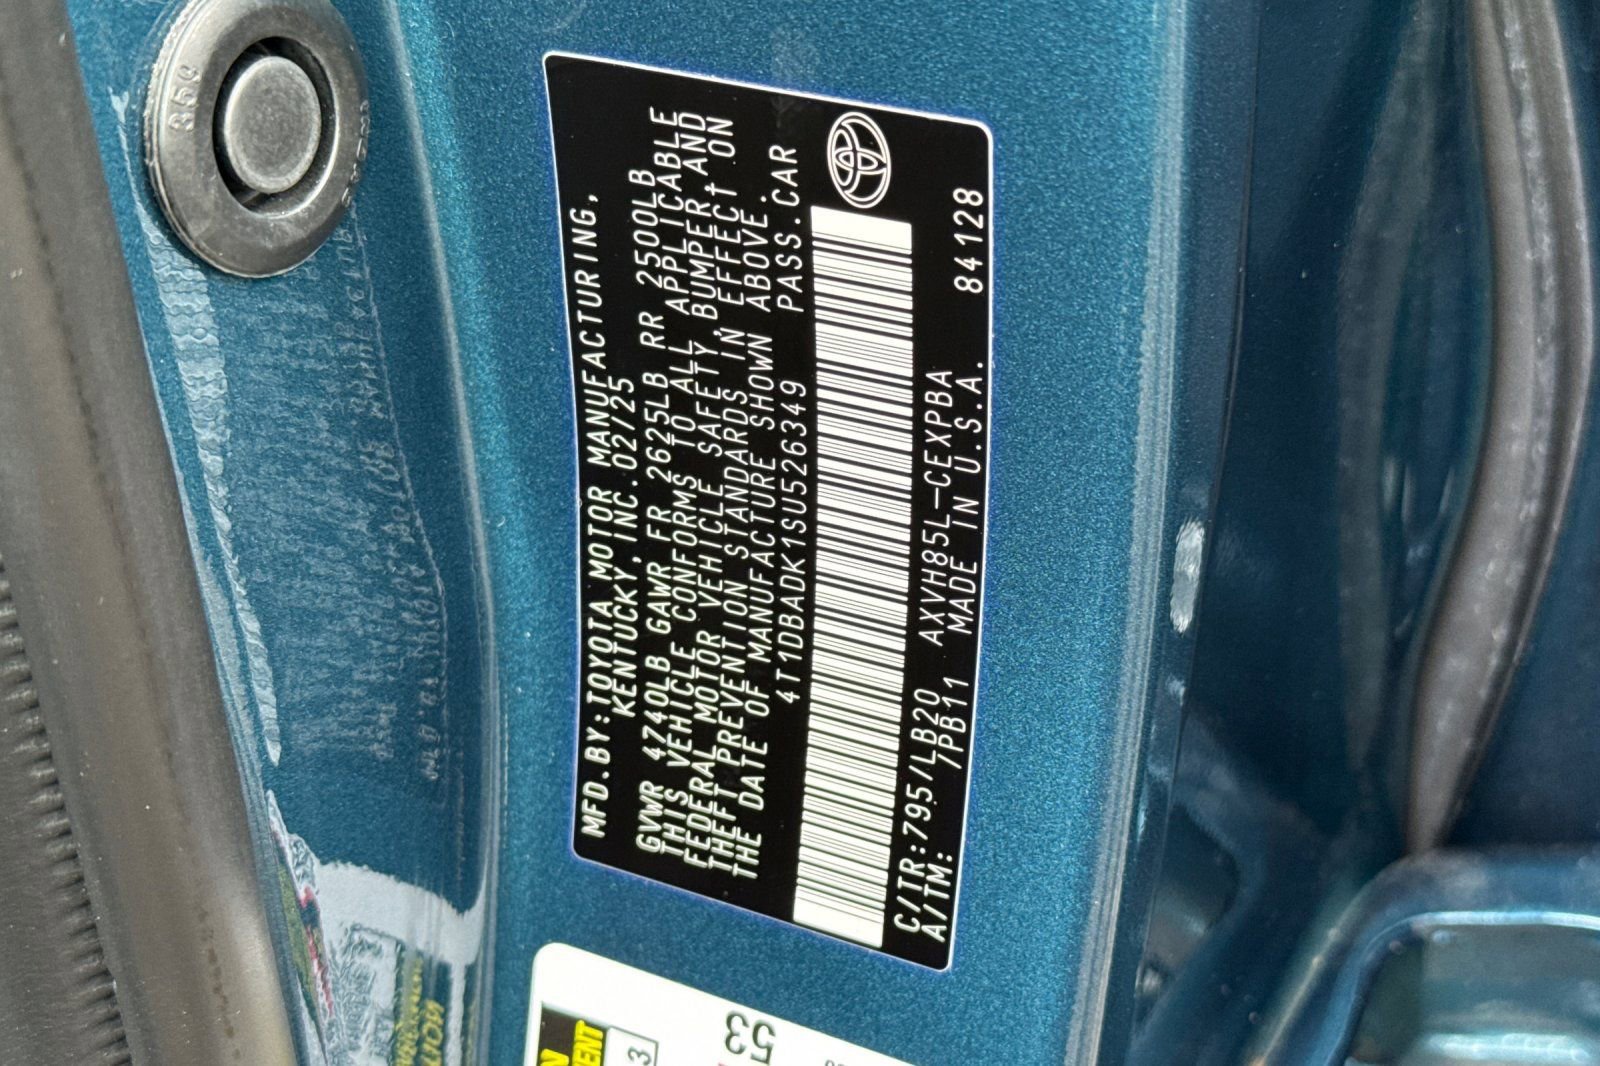 MFD.BY:TOYOTA MOTOR MANUFACTURING,
KENTUCKY, INC. 02/25
GVWR 4740LB GAWR FR 2625LB RR 2500LB
THIS VEHICLE CONFORMS TO ALL APPLICABLE
FEDERAL MOTOR VEHICLE SAFETY, BUMPER, AND
THEFT PREVENTION STANDARDS IN EFFECT ON
THE DATE OF MANUFACTURE SHOWN ABOVE.
4T1DBADK1SU526349 PASS.CAR
C/TR:795/LB20 AXVH85L-CEXPBA 84128
A/TM: /PB11 MADE IN U.S.A.
53
3